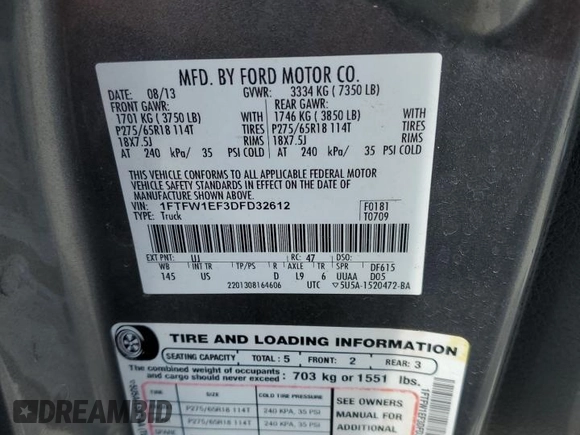 MFD. BY FORD MOTOR CO.
DATE: 08/13 GVWR: 3334 KG ( 7350 LB)
FRONT GAWR: REAR GAWR:
1701 KG ( 3750 LB) WITH 1746 KG ( 3850 LB) WITH
P275/65R18 114T TIRES P275/65R18 114T TIRES
18X7.5J RIMS 18X7.5J RIMS
AT 240 kPa/ 35 PSI COLD AT 240 kPa/ 35 PSI COLD
THIS VEHICLE CONFORMS TO ALL APPLICABLE FEDERAL MOTOR
VEHICLE SAFETY STANDARDS IN EFFECT ON THE DATE OF
MANUFACTURE SHOWN ABOVE.
VIN: 1FTFW1EF3DFD32612 F0181
TYPE: Truck T0709
EXT PNT: UJ RC: 47 DSO:
WB INT TR TP/PS R AXLE TR SPR DF615
145 US D L9 6 UUAA D05
2201308164606 UTC ▽5U5A-1520472-BA
TIRE AND LOADING INFORMATION
SEATING CAPACITY TOTAL : 5 FRONT : 2 REAR: 3
The combined weight of occupants
and cargo should never exceed : 703 kg or 1551 lbs.
TIRE SIZE COLD TIRE PRESSURE
P275/65R18 114T 240 KPA, 35 PSI
P275/65R18 114T 240 KPA, 35 PSI
SPARE